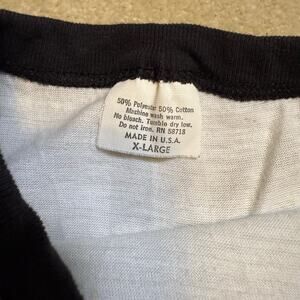 50% Polyester 50% Cotton
Machine wash warm.
No bleach. Tumble dry low.
Do not iron. RN 58718
MADE IN U.S.A.
X-LARGE